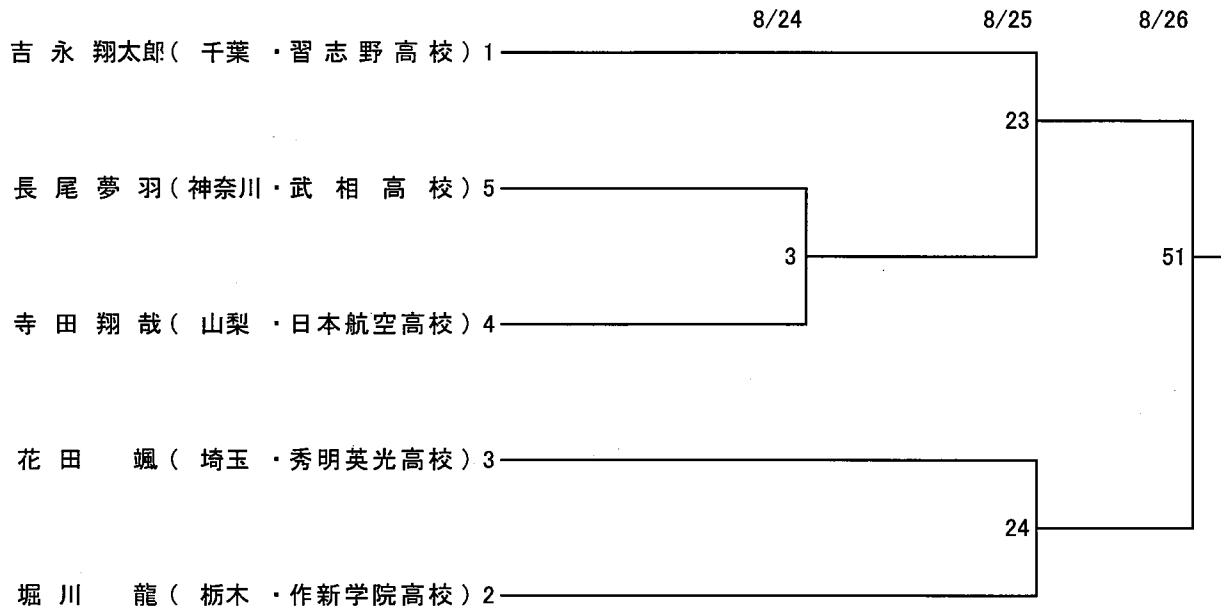 8/24 8/25 8/26
吉永翔太郎(千葉・習志野高校)1
23
長尾夢羽(神奈川・武相高校)5
3 51
寺田翔哉(山梨・日本航空高校)4
花田颯(埼玉・秀明英光高校)3
24
堀川龍(栃木・作新学院高校)2